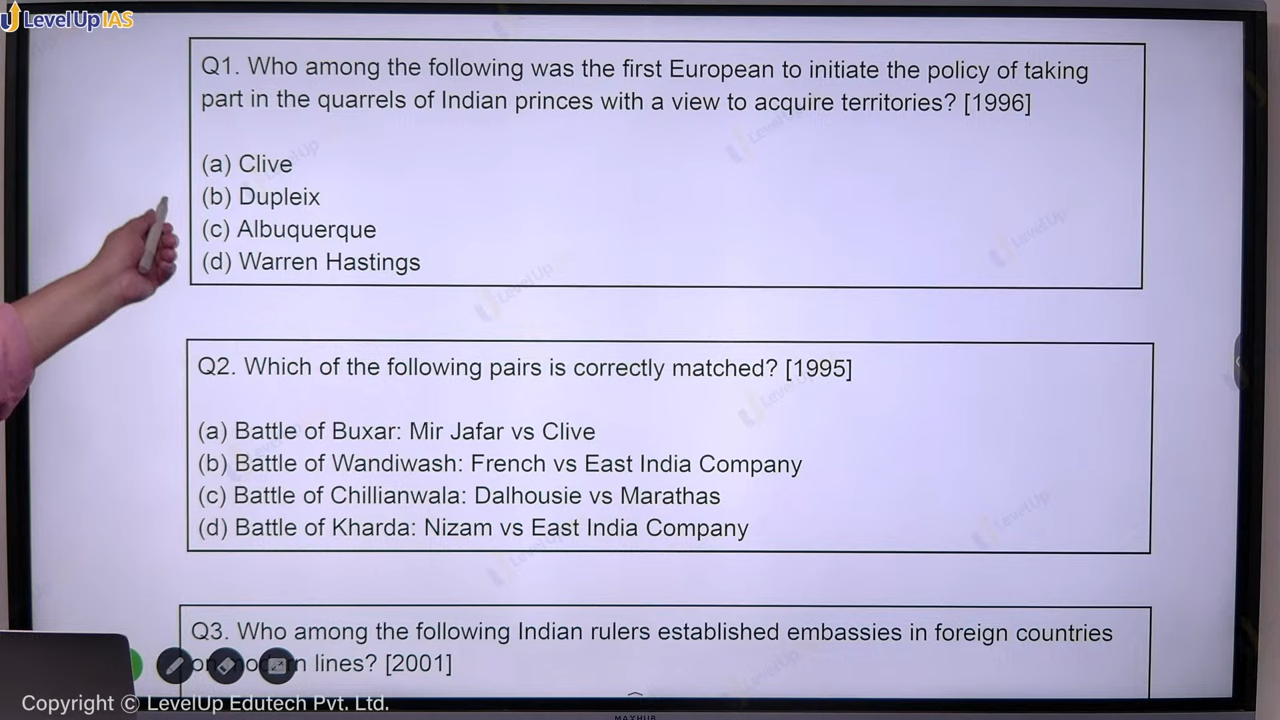 LevelUp IAS
Q1. Who among the following was the first European to initiate the policy of taking
part in the quarrels of Indian princes with a view to acquire territories? [1996]
(a) Clive
(b) Dupleix
(c) Albuquerque
(d) Warren Hastings
Q2. Which of the following pairs is correctly matched? [1995]
(a) Battle of Buxar: Mir Jafar vs Clive
(b) Battle of Wandiwash: French vs East India Company
(c) Battle of Chillianwala: Dalhousie vs Marathas
(d) Battle of Kharda: Nizam vs East India Company
Q3. Who among the following Indian rulers established embassies in foreign countries
on modern lines? [2001]
Copyright © LevelUp Edutech Pvt. Ltd.
MAXHUB